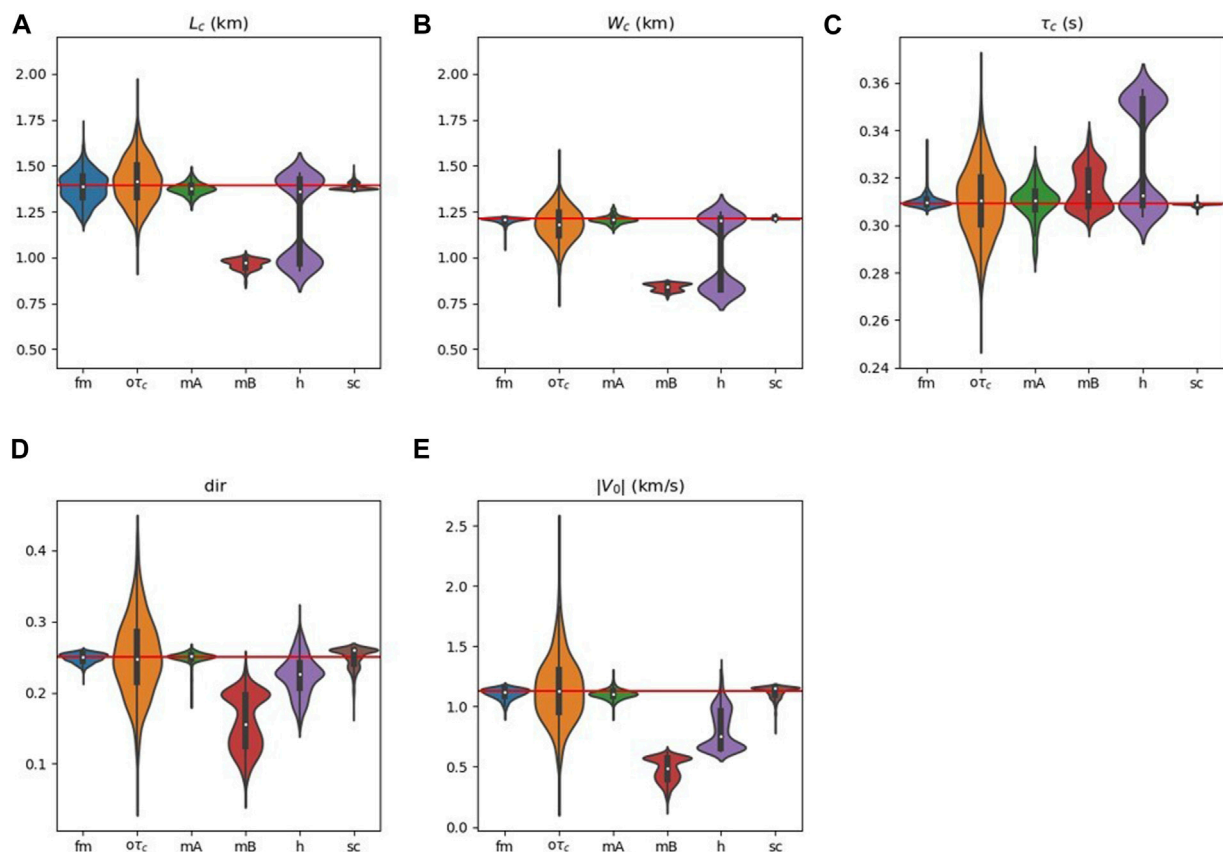 A
L_c (km)
2.00
1.75
1.50
1.25
1.00
0.75
0.50
fm oτ_c mA mB h sc
B
W_c (km)
2.00
1.75
1.50
1.25
1.00
0.75
0.50
fm oτ_c mA mB h sc
C
τ_c (s)
0.36
0.34
0.32
0.30
0.28
0.26
0.24
fm oτ_c mA mB h sc
D
dir
0.4
0.3
0.2
0.1
fm oτ_c mA mB h sc
E
|V_0| (km/s)
2.5
2.0
1.5
1.0
0.5
0.0
fm oτ_c mA mB h sc